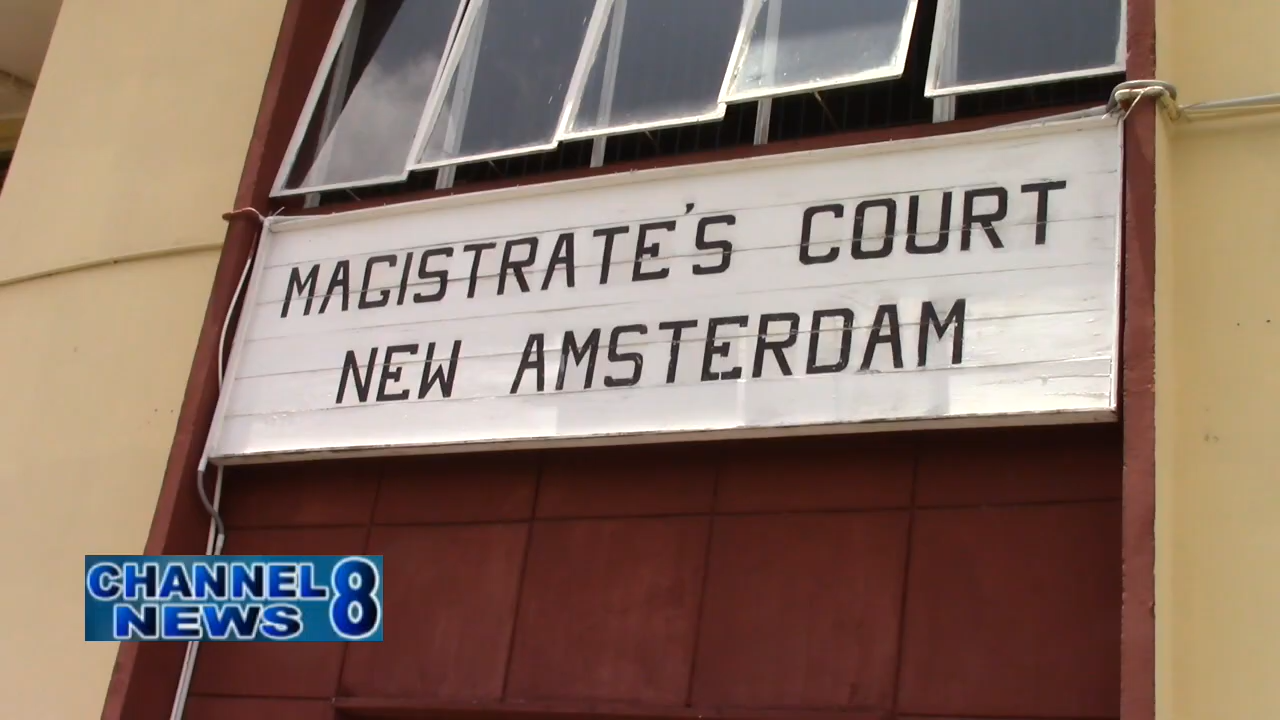 MAGISTRATE'S COURT
NEW AMSTERDAM
CHANNEL 8
NEWS